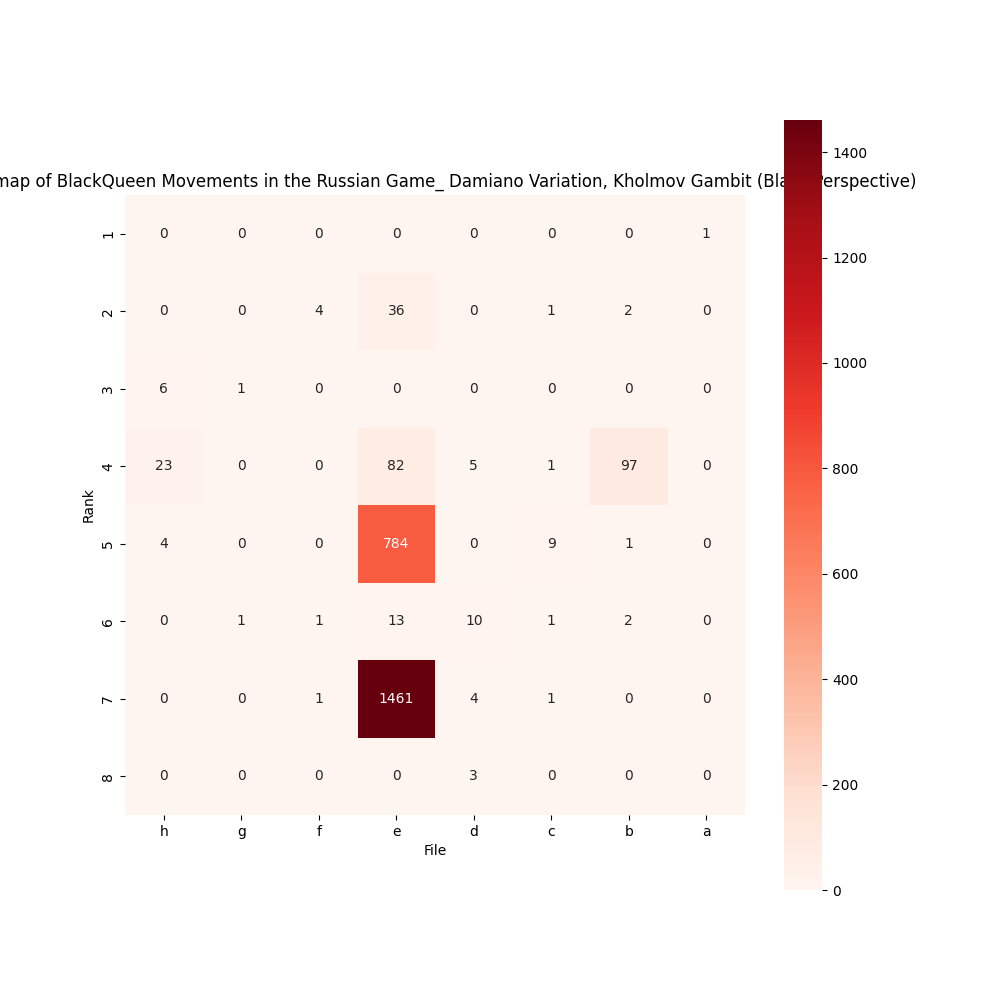 map of BlackQueen Movements in the Russian Game_ Damiano Variation, Kholmov Gambit (Black Perspective)
1 0 0 0 0 0 0 0 1
2 0 0 4 36 0 1 2 0
3 6 1 0 0 0 0 0 0
4 23 0 0 82 5 1 97 0
5 4 0 0 784 0 9 1 0
6 0 1 1 13 10 1 2 0
7 0 0 1 1461 4 1 0 0
8 0 0 0 0 3 0 0 0
h g f e d c b a
File
Rank
1400
1200
1000
800
600
400
200
0